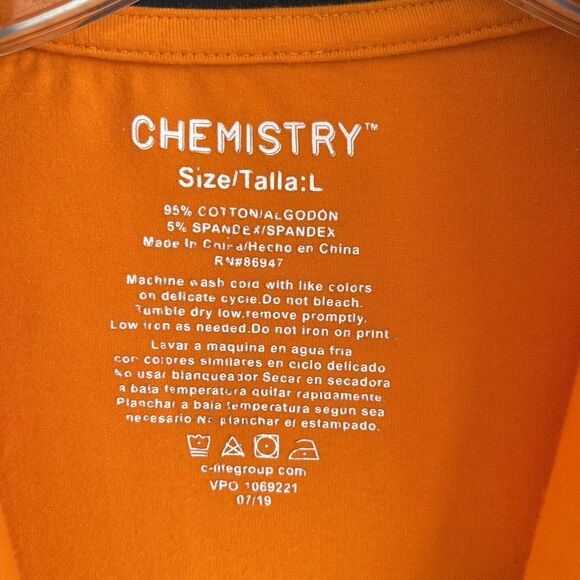 CHEMISTRY™
Size/Talla:L
95% COTTON/ALGODÓN
5% SPANDEX/SPANDEX
Made In China/Hecho en China
RN#86947
Machine wash cold with like colors
on delicate cycle.Do not bleach.
Tumble dry low,remove promptly.
Low iron as needed.Do not iron on print
Lavar a maquina en agua fria
con colores similares en ciclo delicado
No usar blanqueador Secar en secadora
a baja temperatura quitar rapidamente.
Planchar a baja temperatura segun sea
necesario No planchar el estampado.
c-lifegroup com
VPO 1069221
07/19